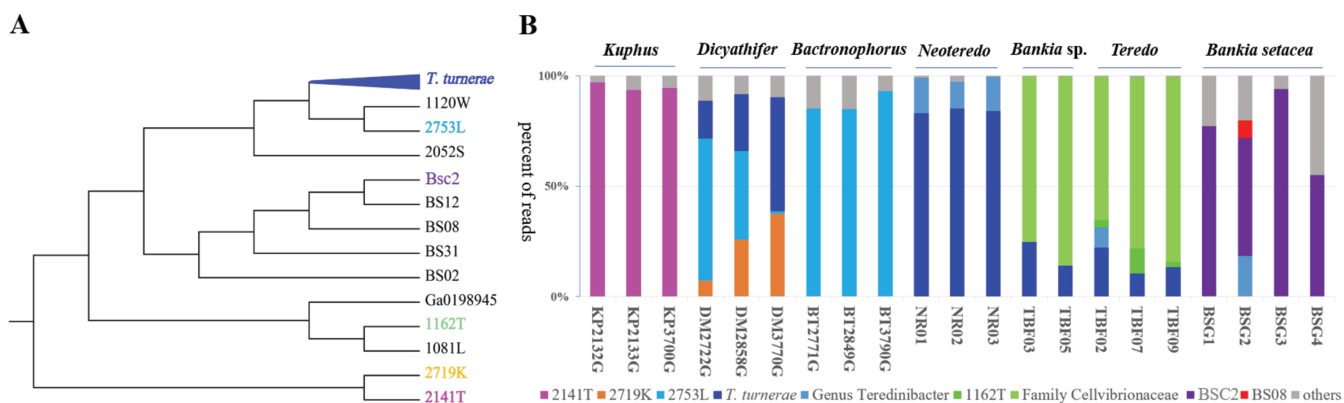 A
T. turnerae
1120W
2753L
2052S
Bsc2
BS12
BS08
BS31
BS02
Ga0198945
1162T
1081L
2719K
2141T
B
Kuphus Dicyathifer Bactronophorus Neoteredo Bankia sp. Teredo Bankia setacea
percent of reads
100%
50%
0%
KP2132G KP2133G KP3700G DM2722G DM2858G DM3770G BT2771G BT2849G BT3790G NR01 NR02 NR03 TBF03 TBF05 TBF02 TBF07 TBF09 BSG1 BSG2 BSG3 BSG4
2141T 2719K 2753L T. turnerae Genus Teredinibacter 1162T Family Cellvibrionaceae BSC2 BS08 others